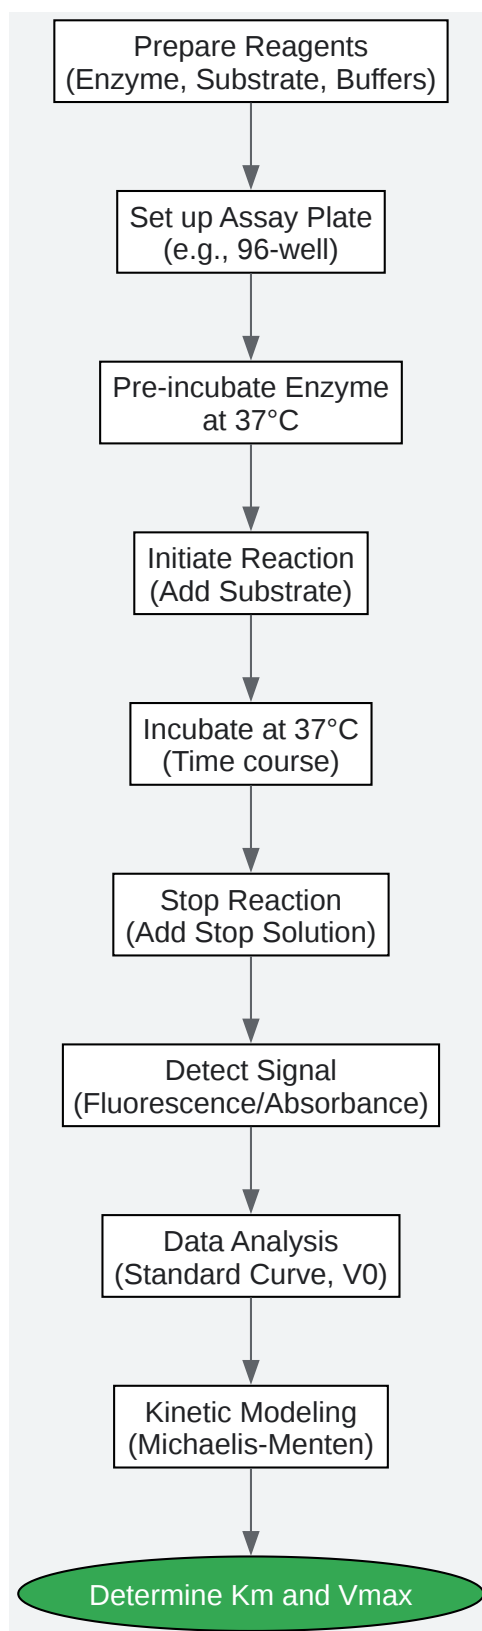 Prepare Reagents
(Enzyme, Substrate, Buffers)
Set up Assay Plate
(e.g., 96-well)
Pre-incubate Enzyme
at 37°C
Initiate Reaction
(Add Substrate)
Incubate at 37°C
(Time course)
Stop Reaction
(Add Stop Solution)
Detect Signal
(Fluorescence/Absorbance)
Data Analysis
(Standard Curve, V0)
Kinetic Modeling
(Michaelis-Menten)
Determine Km and Vmax